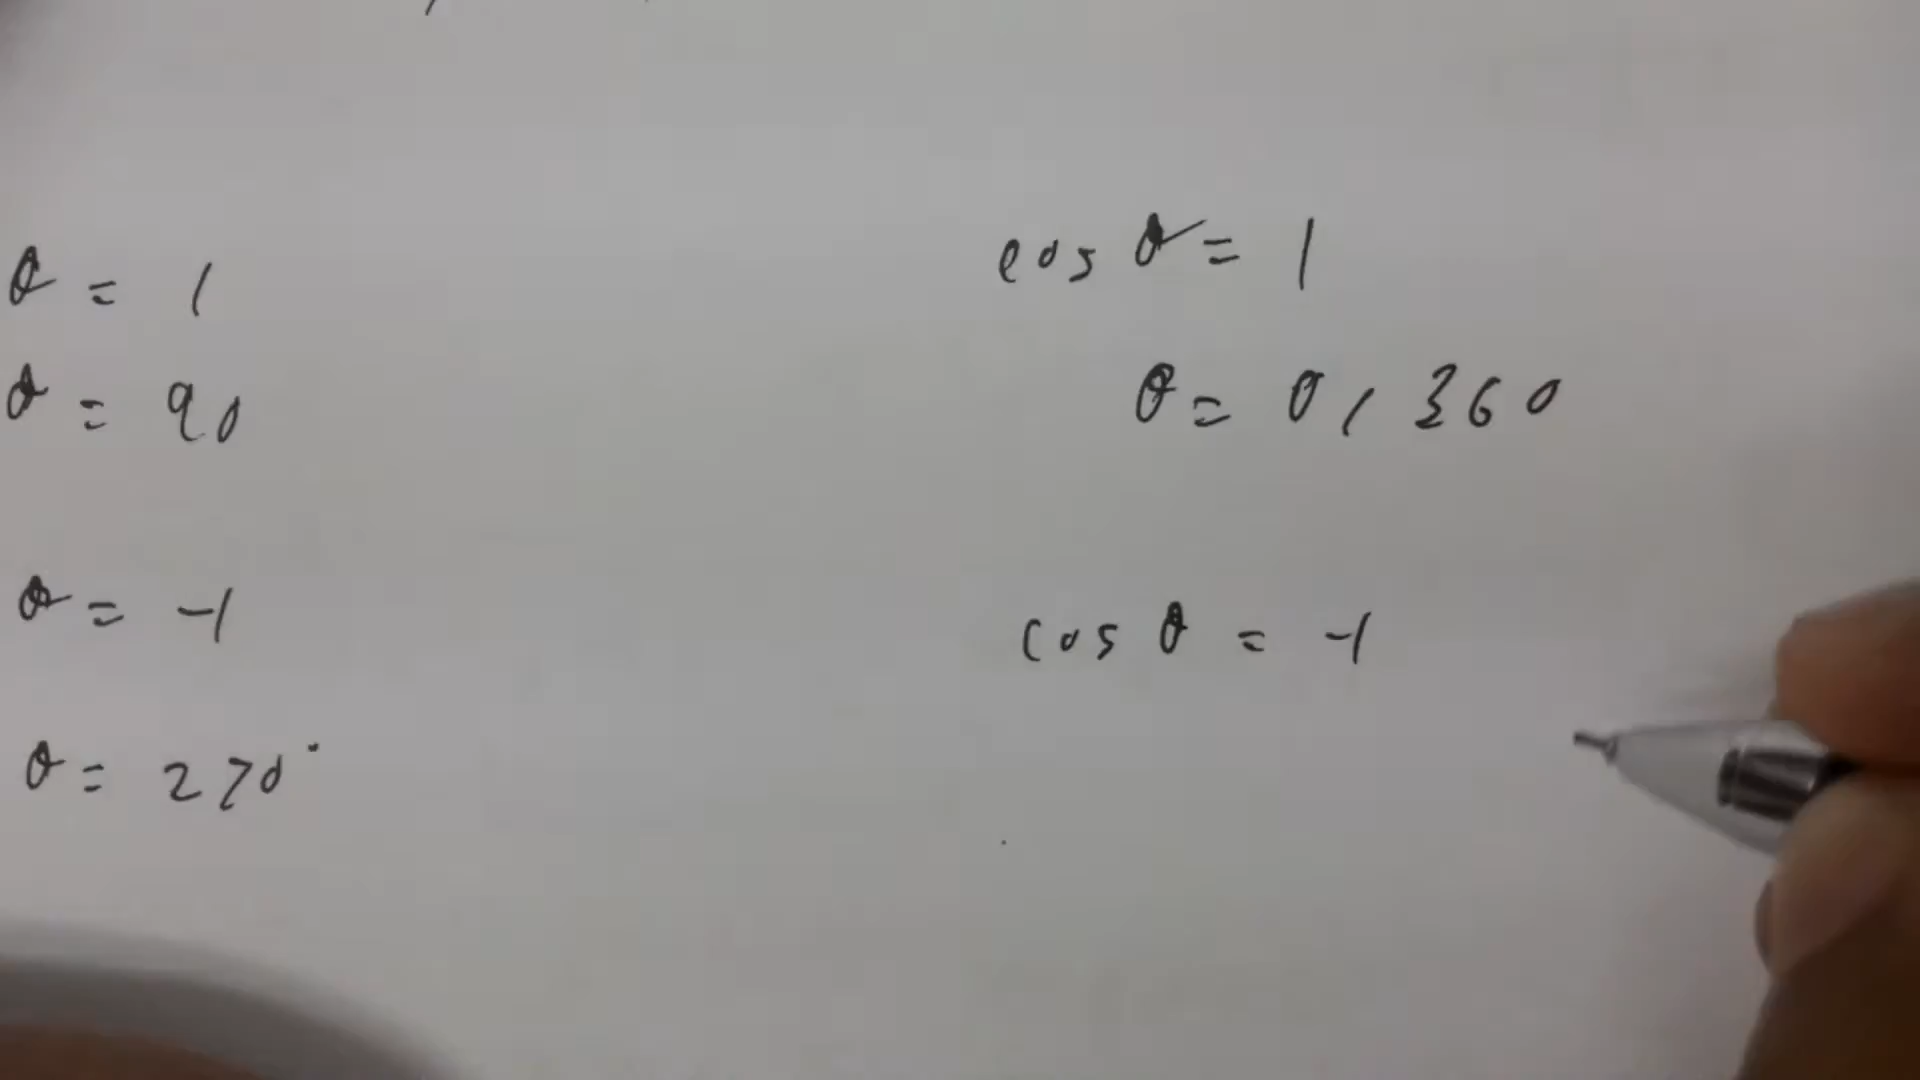 θ = 1
θ = 90
θ = -1
θ = 270°
cos θ = 1
θ = 0, 360
cos θ = -1